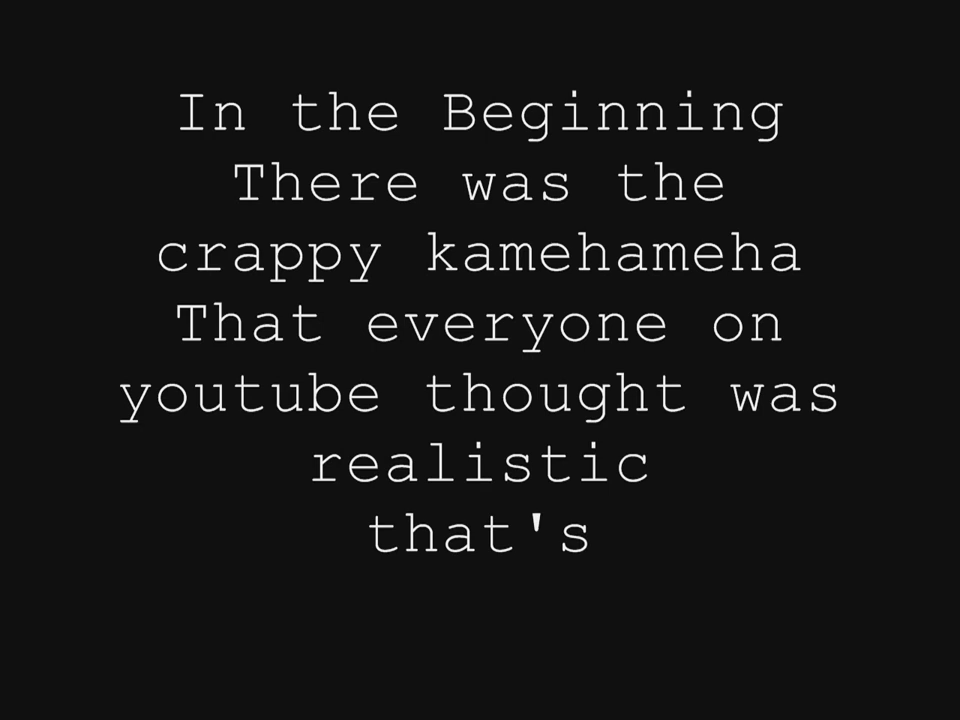 In the Beginning
There was the
crappy kamehameha
That everyone on
youtube thought was
realistic
that's